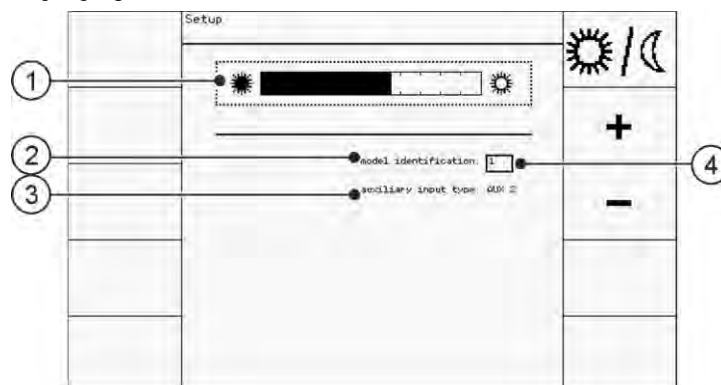 Setup
1
+
2
model identification: 1
4
3
auxiliary input type: AUX 2
−